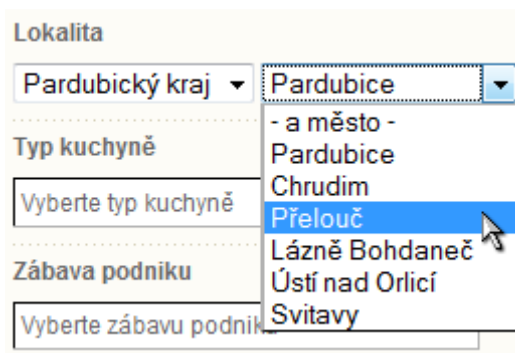 Lokalita
Pardubický kraj Pardubice
- a město -
Pardubice
Typ kuchyně
Chrudim
Vyberte typ kuchyně
Přelouč
Lázně Bohdaneč
Zábava podniku
Ústí nad Orlicí
Svitavy
Vyberte zábavu podniku